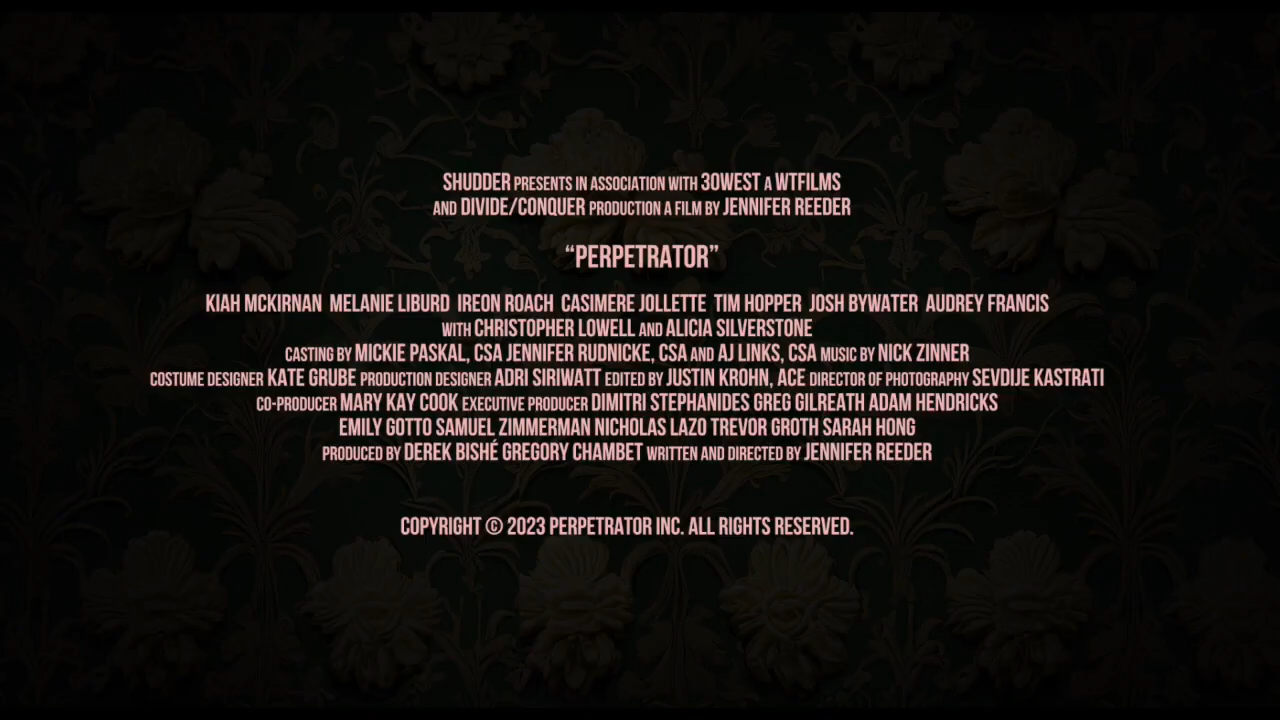 SHUDDER PRESENTS IN ASSOCIATION WITH 30WEST A WTFILMS
AND DIVIDE/CONQUER PRODUCTION A FILM BY JENNIFER REEDER
“PERPETRATOR”
KIAH MCKIRNAN MELANIE LIBURD IREON ROACH CASIMERE JOLLETTE TIM HOPPER JOSH BYWATER AUDREY FRANCIS
WITH CHRISTOPHER LOWELL AND ALICIA SILVERSTONE
CASTING BY MICKIE PASKAL, CSA JENNIFER RUDNICKE, CSA AND AJ LINKS, CSA MUSIC BY NICK ZINNER
COSTUME DESIGNER KATE GRUBE PRODUCTION DESIGNER ADRI SIRIWATT EDITED BY JUSTIN KROHN, ACE DIRECTOR OF PHOTOGRAPHY SEVDIJE KASTRATI
CO-PRODUCER MARY KAY COOK EXECUTIVE PRODUCER DIMITRI STEPHANIDES GREG GILREATH ADAM HENDRICKS
EMILY GOTTO SAMUEL ZIMMERMAN NICHOLAS LAZO TREVOR GROTH SARAH HONG
PRODUCED BY DEREK BISHÉ GREGORY CHAMBET WRITTEN AND DIRECTED BY JENNIFER REEDER
COPYRIGHT © 2023 PERPETRATOR INC. ALL RIGHTS RESERVED.